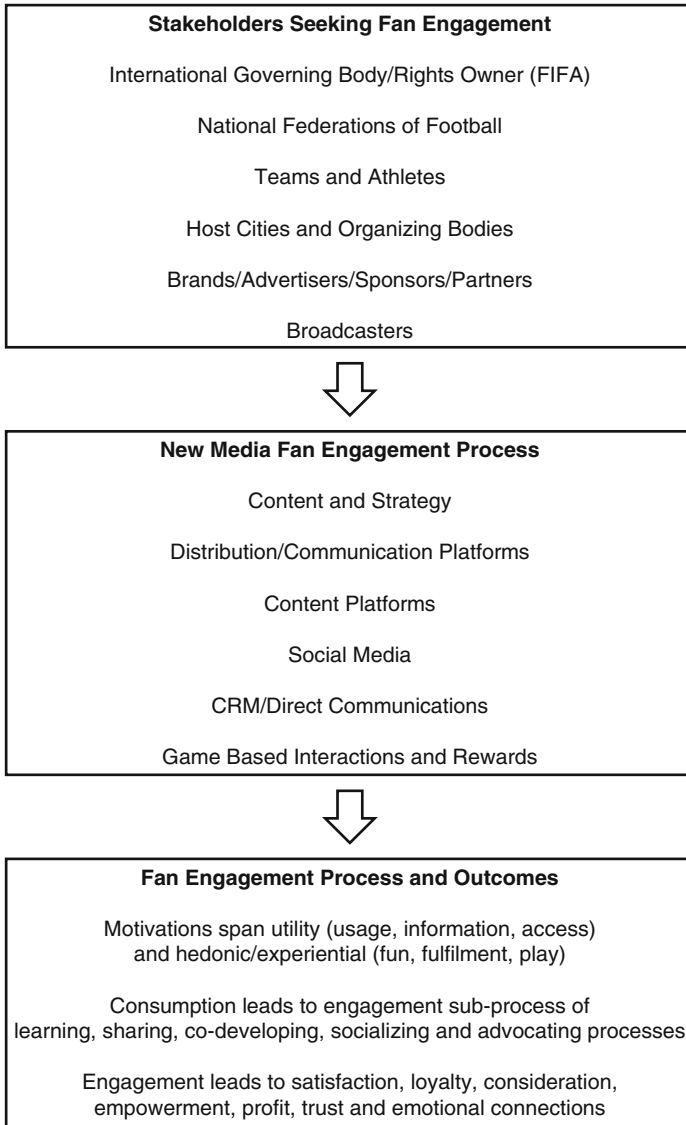 Stakeholders Seeking Fan Engagement
International Governing Body/Rights Owner (FIFA)
National Federations of Football
Teams and Athletes
Host Cities and Organizing Bodies
Brands/Advertisers/Sponsors/Partners
Broadcasters
New Media Fan Engagement Process
Content and Strategy
Distribution/Communication Platforms
Content Platforms
Social Media
CRM/Direct Communications
Game Based Interactions and Rewards
Fan Engagement Process and Outcomes
Motivations span utility (usage, information, access)
and hedonic/experiential (fun, fulfilment, play)
Consumption leads to engagement sub-process of
learning, sharing, co-developing, socializing and advocating processes
Engagement leads to satisfaction, loyalty, consideration,
empowerment, profit, trust and emotional connections